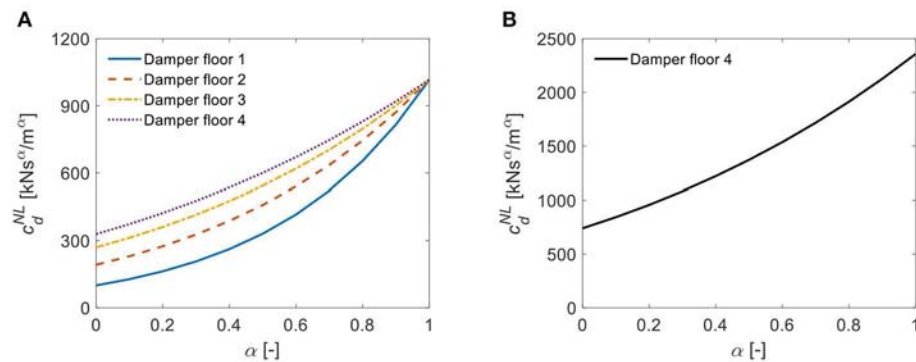 A
1200
900
600
300
0
c_d^{NL} [kNs^α/m^α]
Damper floor 1
Damper floor 2
Damper floor 3
Damper floor 4
0 0.2 0.4 0.6 0.8 1
α [-]
B
2500
2000
1500
1000
500
0
c_d^{NL} [kNs^α/m^α]
Damper floor 4
0 0.2 0.4 0.6 0.8 1
α [-]